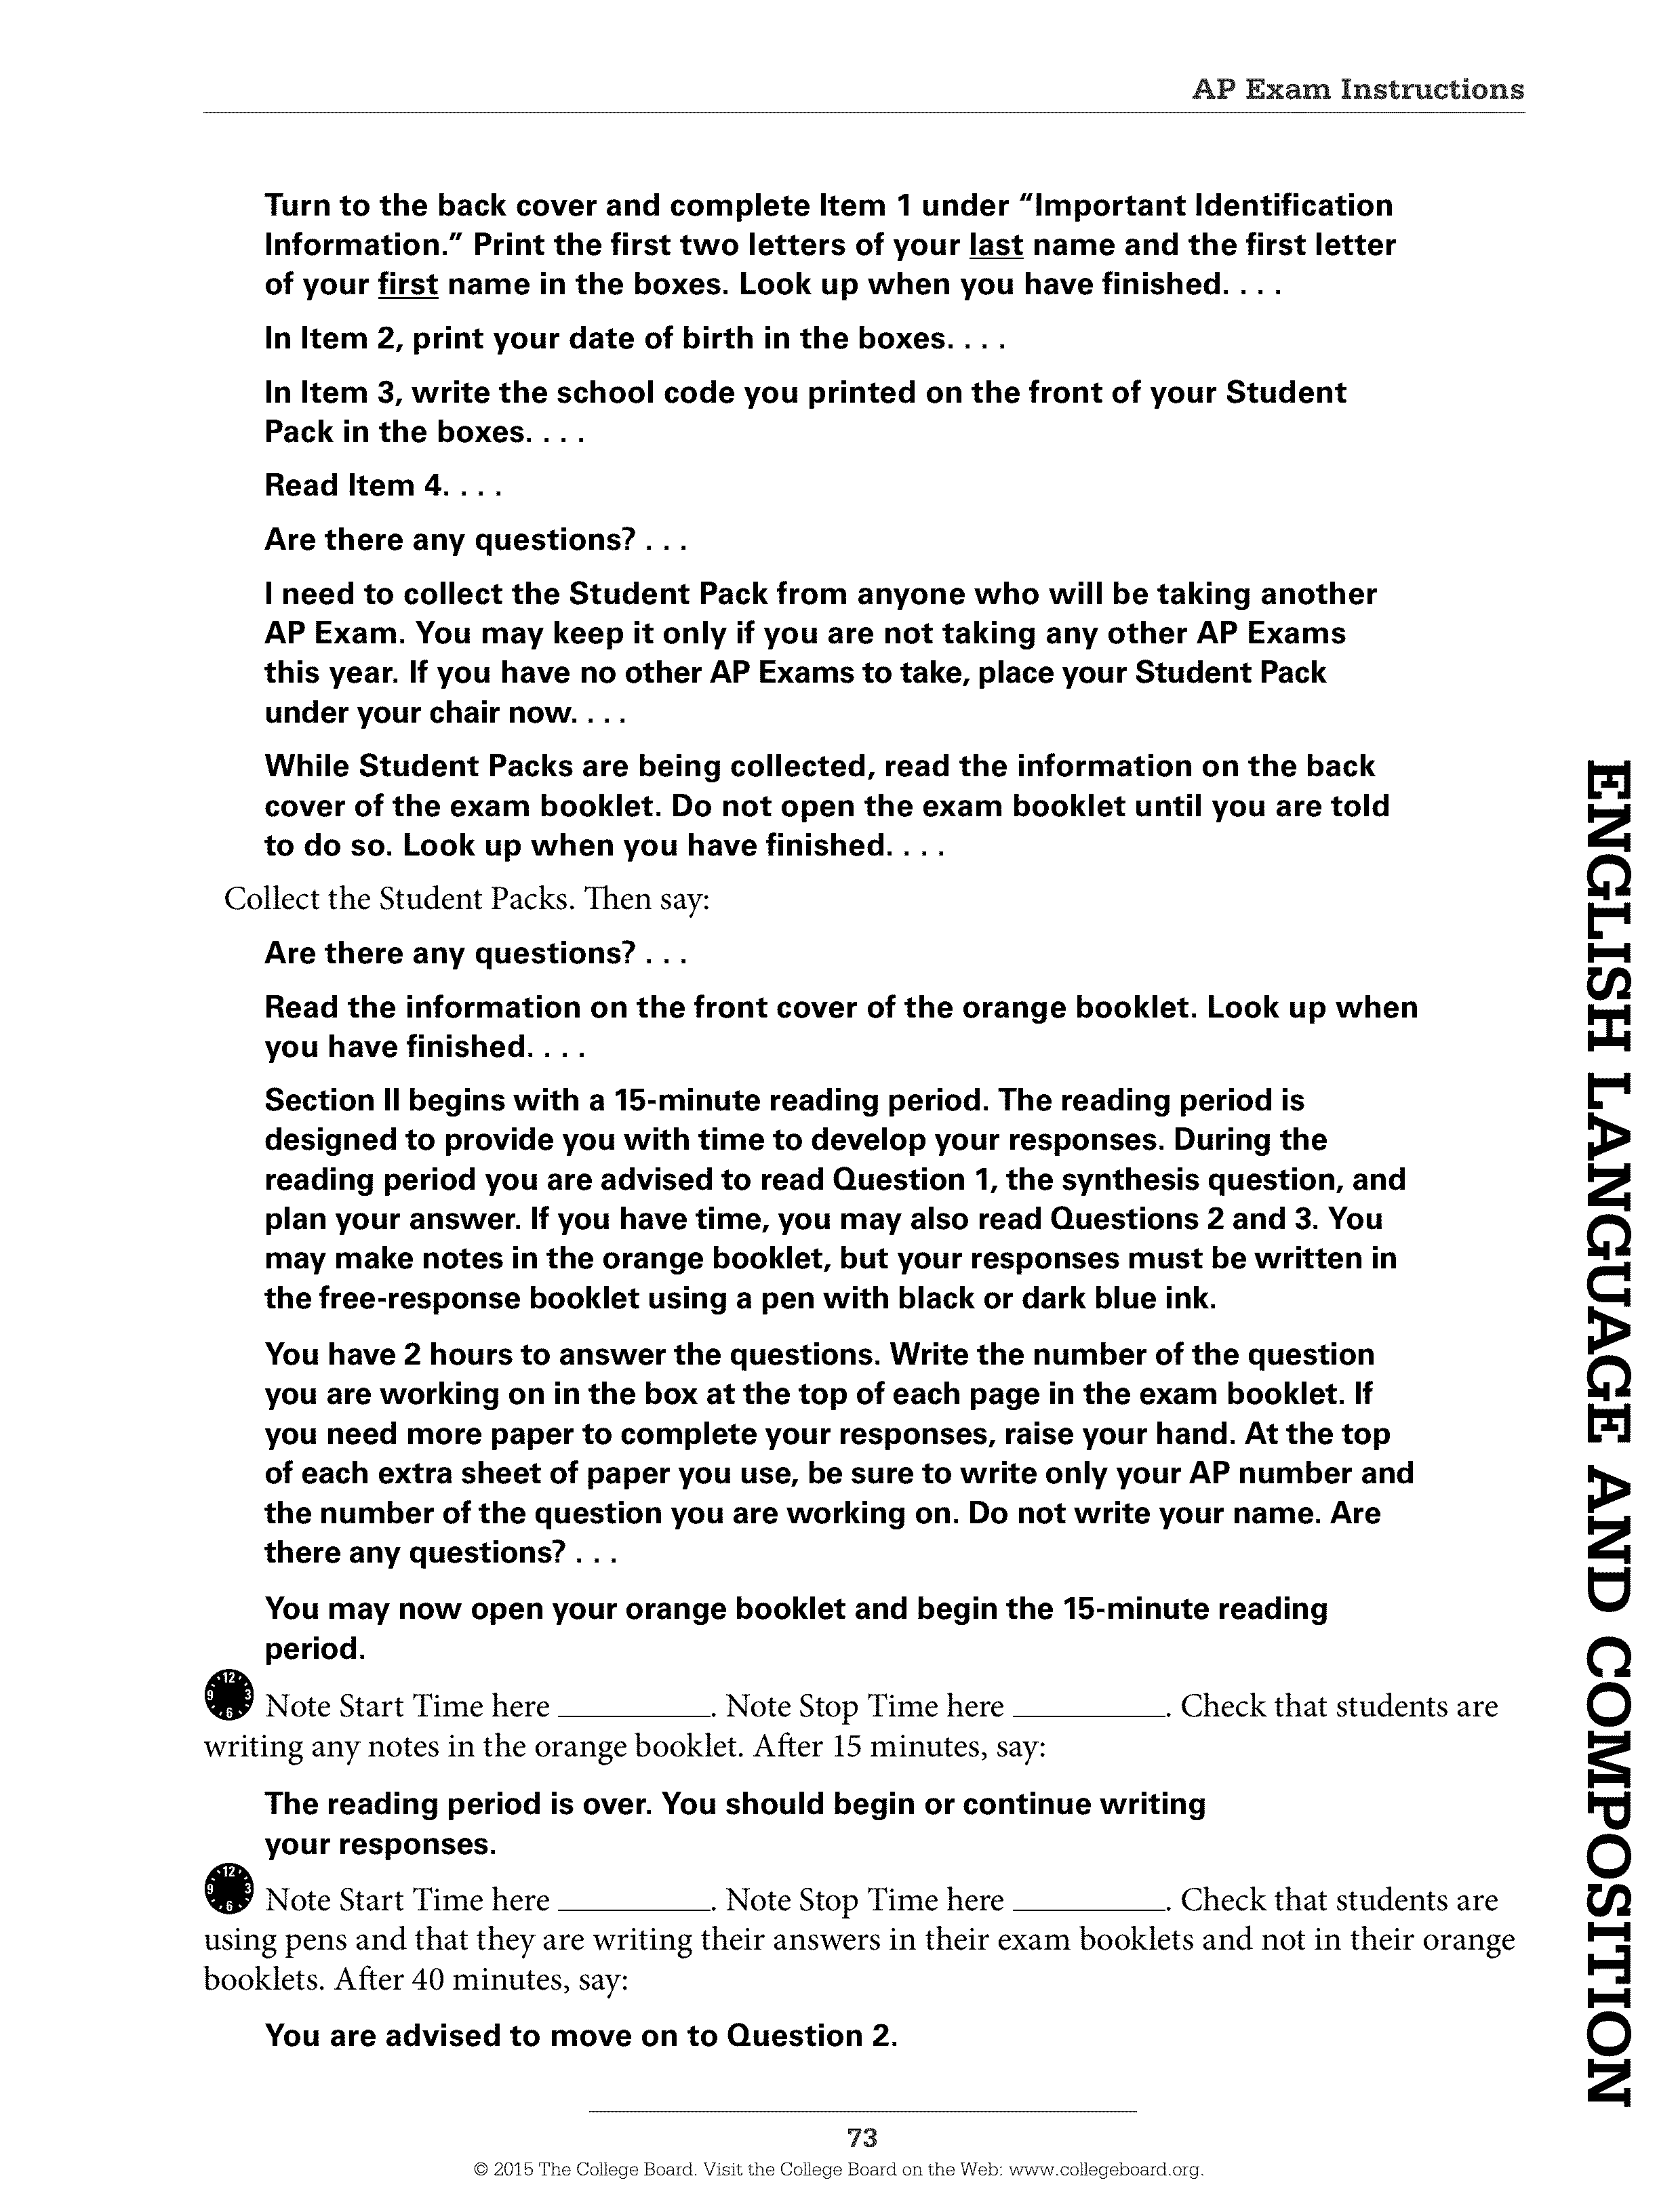 AP Exam Instructions
Turn to the back cover and complete Item 1 under “Important Identification
Information.” Print the first two letters of your last name and the first letter
of your first name in the boxes. Look up when you have finished. . . .
In Item 2, print your date of birth in the boxes. . . .
In Item 3, write the school code you printed on the front of your Student
Pack in the boxes. . . .
Read Item 4. . . .
Are there any questions? . . .
I need to collect the Student Pack from anyone who will be taking another
AP Exam. You may keep it only if you are not taking any other AP Exams
this year. If you have no other AP Exams to take, place your Student Pack
under your chair now. . . .
While Student Packs are being collected, read the information on the back
cover of the exam booklet. Do not open the exam booklet until you are told
to do so. Look up when you have finished. . . .
Collect the Student Packs. Then say:
Are there any questions? . . .
Read the information on the front cover of the orange booklet. Look up when
you have finished. . . .
Section II begins with a 15-minute reading period. The reading period is
designed to provide you with time to develop your responses. During the
reading period you are advised to read Question 1, the synthesis question, and
plan your answer. If you have time, you may also read Questions 2 and 3. You
may make notes in the orange booklet, but your responses must be written in
the free-response booklet using a pen with black or dark blue ink.
You have 2 hours to answer the questions. Write the number of the question
you are working on in the box at the top of each page in the exam booklet. If
you need more paper to complete your responses, raise your hand. At the top
of each extra sheet of paper you use, be sure to write only your AP number and
the number of the question you are working on. Do not write your name. Are
there any questions? . . .
You may now open your orange booklet and begin the 15-minute reading
period.
12 3 6 9
Note Start Time here __________. Note Stop Time here __________. Check that students are
writing any notes in the orange booklet. After 15 minutes, say:
The reading period is over. You should begin or continue writing
your responses.
12 3 6 9
Note Start Time here __________. Note Stop Time here __________. Check that students are
using pens and that they are writing their answers in their exam booklets and not in their orange
booklets. After 40 minutes, say:
You are advised to move on to Question 2.
ENGLISH LANGUAGE AND COMPOSITION
73
© 2015 The College Board. Visit the College Board on the Web: www.collegeboard.org.